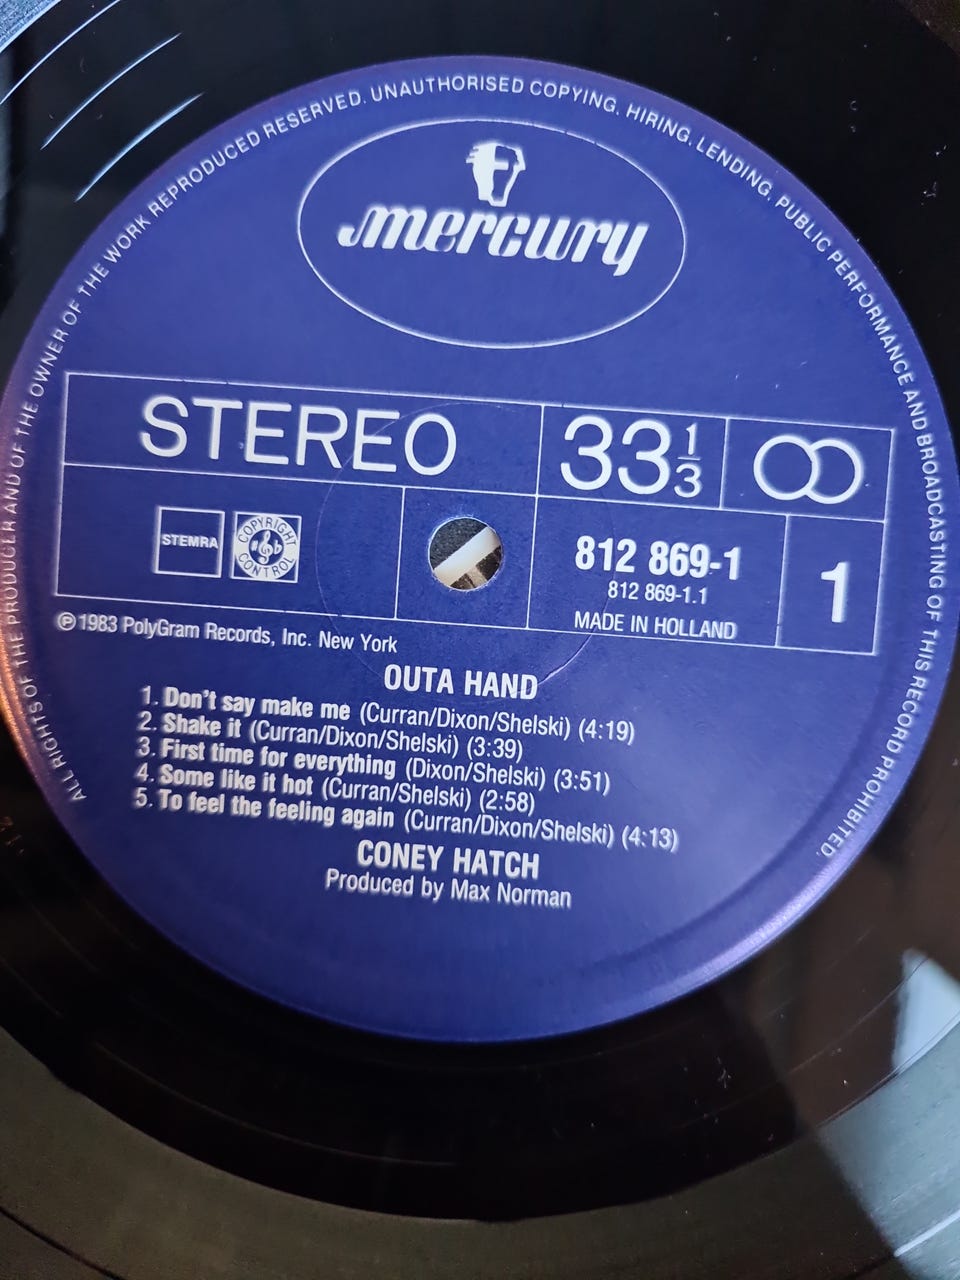 ALL RIGHTS OF THE PRODUCER AND OF THE OWNER OF THE WORK REPRODUCED RESERVED. UNAUTHORISED COPYING, HIRING, LENDING, PUBLIC PERFORMANCE AND BROADCASTING OF THIS RECORD PROHIBITED.
mercury
STEREO 33 1/3
STEMRA
COPYRIGHT CONTROL
812 869-1
812 869-1.1
MADE IN HOLLAND
1
℗ 1983 PolyGram Records, Inc. New York
OUTA HAND
1. Don't say make me (Curran/Dixon/Shelski) (4:19)
2. Shake it (Curran/Dixon/Shelski) (3:39)
3. First time for everything (Dixon/Shelski) (3:51)
4. Some like it hot (Curran/Shelski) (2:58)
5. To feel the feeling again (Curran/Dixon/Shelski) (4:13)
CONEY HATCH
Produced by Max Norman